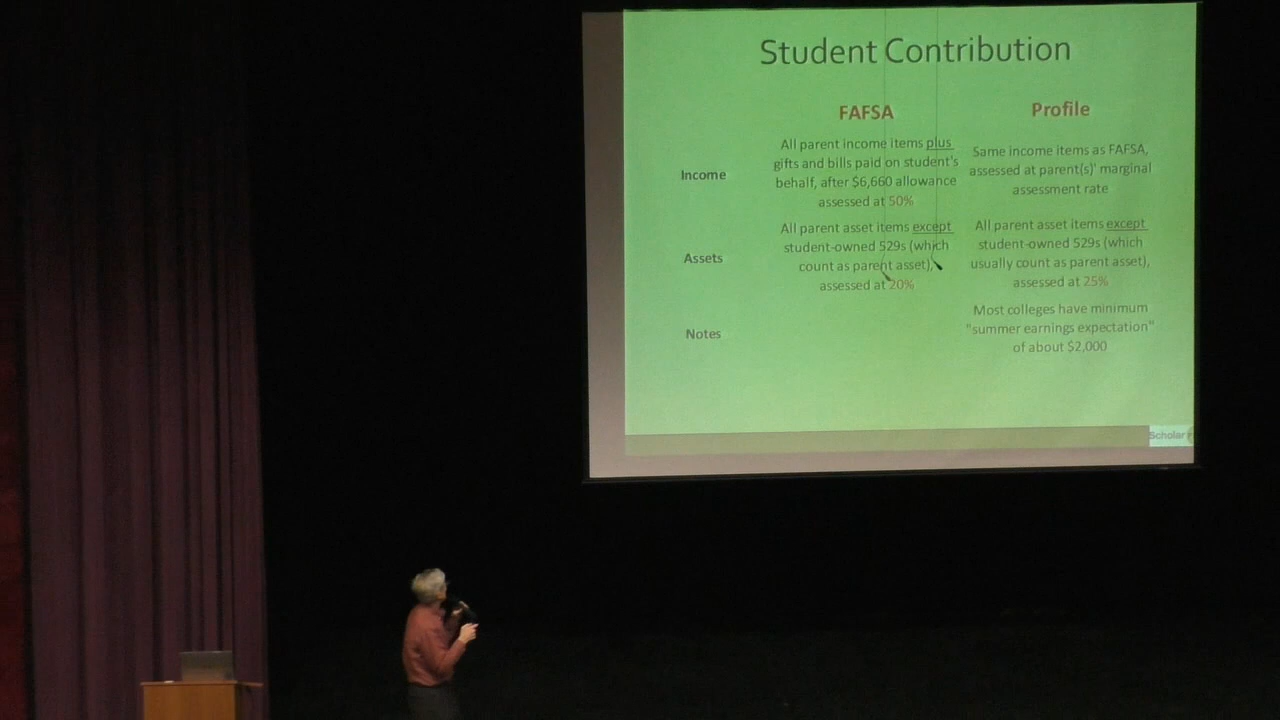 Student Contribution
FAFSA
Profile
Income
All parent income items plus
gifts and bills paid on student's
behalf, after $6,660 allowance
assessed at 50%
Same income items as FAFSA,
assessed at parent(s)' marginal
assessment rate
Assets
All parent asset items except
student-owned 529s (which
count as parent asset),
assessed at 20%
All parent asset items except
student-owned 529s (which
usually count as parent asset),
assessed at 25%
Notes
Most colleges have minimum
"summer earnings expectation"
of about $2,000
Scholar